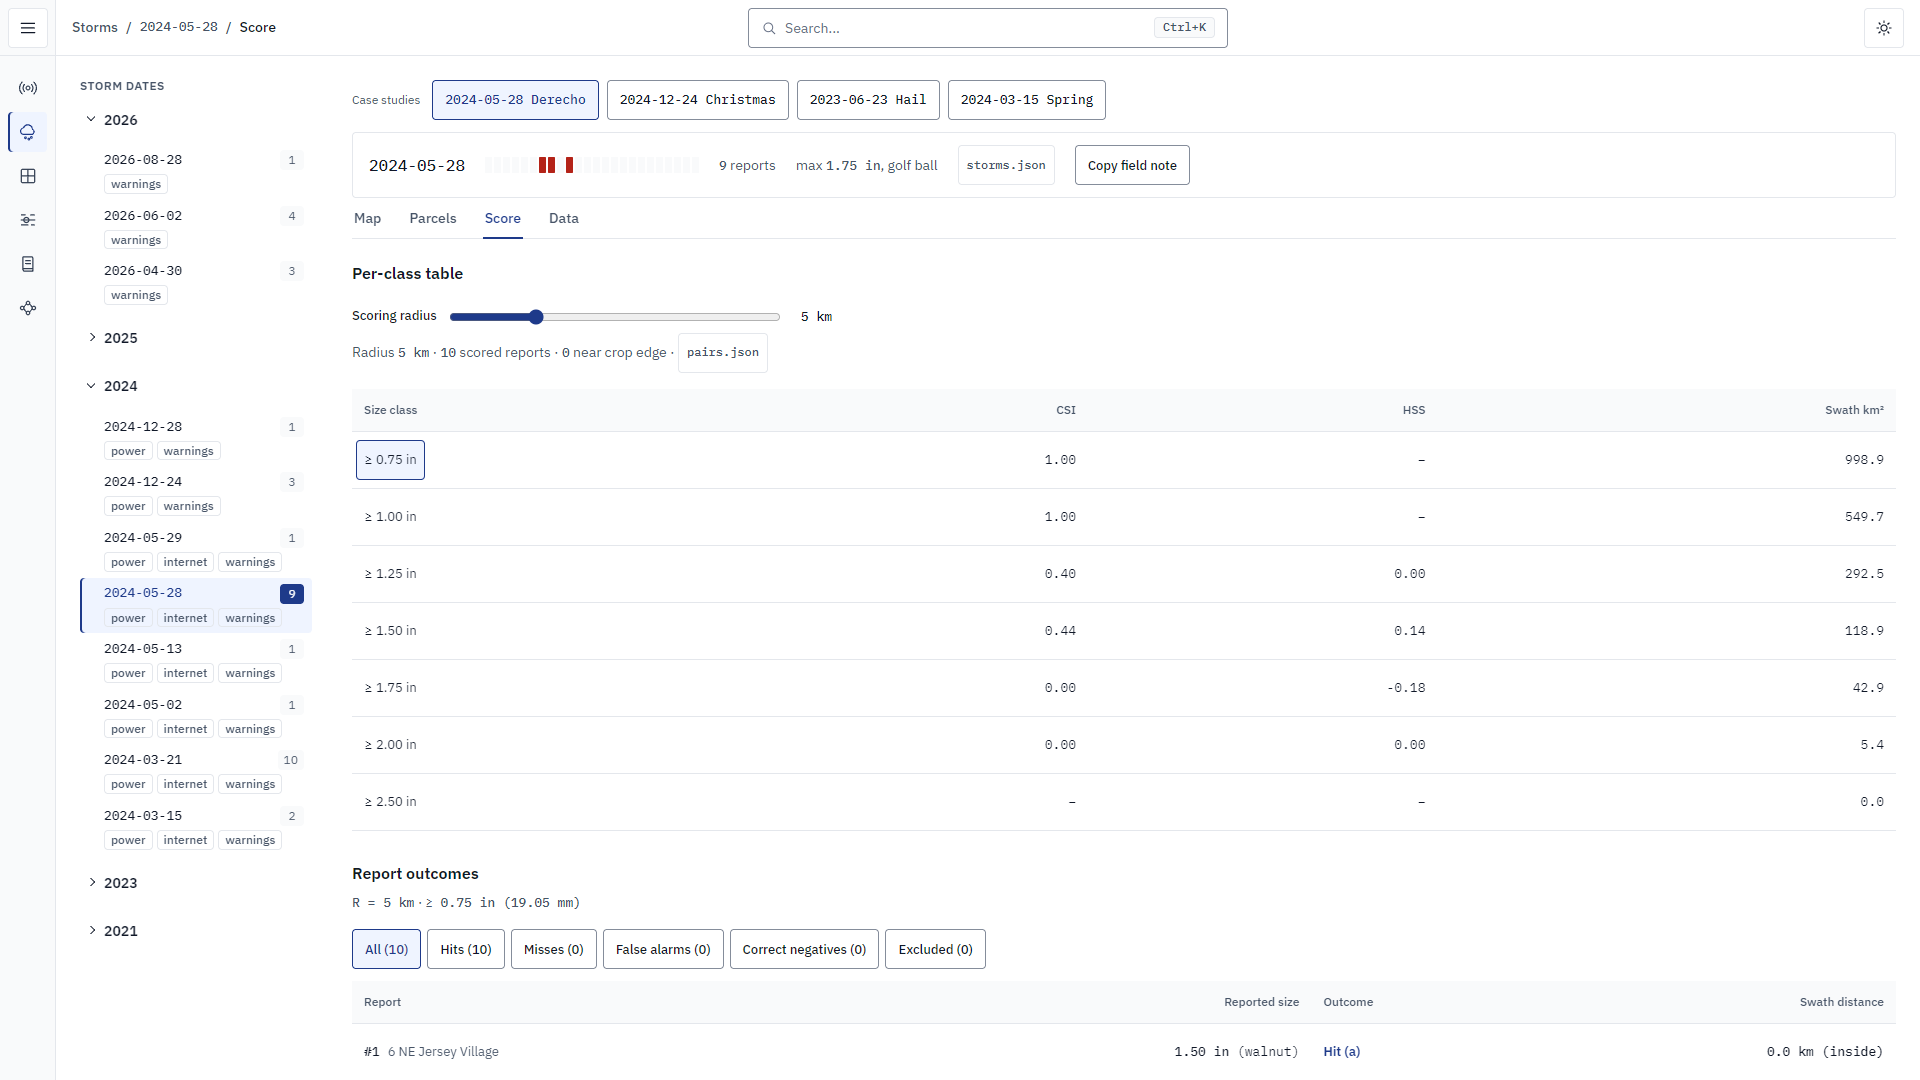 Storms / 2024-05-28 / Score
Search...
Ctrl+K
STORM DATES
2026
2026-08-28 1
warnings
2026-06-02 4
warnings
2026-04-30 3
warnings
2025
2024
2024-12-28 1
power warnings
2024-12-24 3
power warnings
2024-05-29 1
power internet warnings
2024-05-28 9
power internet warnings
2024-05-13 1
power internet warnings
2024-05-02 1
power internet warnings
2024-03-21 10
power internet warnings
2024-03-15 2
power internet warnings
2023
2021
Case studies 2024-05-28 Derecho 2024-12-24 Christmas 2023-06-23 Hail 2024-03-15 Spring
2024-05-28 9 reports max 1.75 in, golf ball storms.json Copy field note
Map Parcels Score Data
Per-class table
Scoring radius 5 km
Radius 5 km · 10 scored reports · 0 near crop edge · pairs.json
Size class CSI HSS Swath km²
≥ 0.75 in 1.00 – 998.9
≥ 1.00 in 1.00 – 549.7
≥ 1.25 in 0.40 0.00 292.5
≥ 1.50 in 0.44 0.14 118.9
≥ 1.75 in 0.00 -0.18 42.9
≥ 2.00 in 0.00 0.00 5.4
≥ 2.50 in – – 0.0
Report outcomes
R = 5 km · ≥ 0.75 in (19.05 mm)
All (10) Hits (10) Misses (0) False alarms (0) Correct negatives (0) Excluded (0)
Report Reported size Outcome Swath distance
#1 6 NE Jersey Village 1.50 in (walnut) Hit (a) 0.0 km (inside)